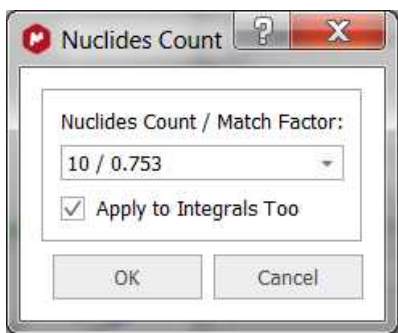 Nuclides Count
Nuclides Count / Match Factor:
10 / 0.753
Apply to Integrals Too
OK Cancel